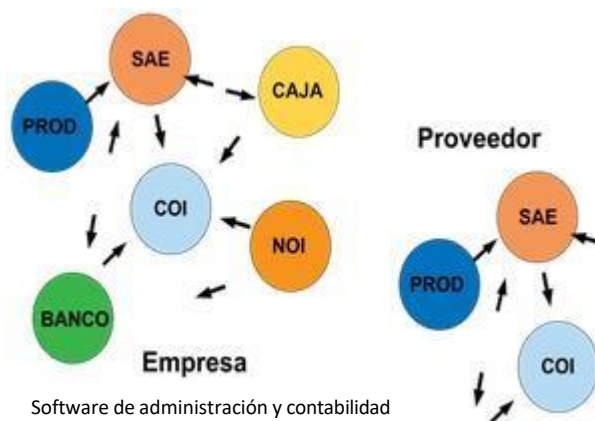 SAE
CAJA
PROD
COI
NOI
BANCO
Empresa
Software de administración y contabilidad
Proveedor
SAE
PROD
COI